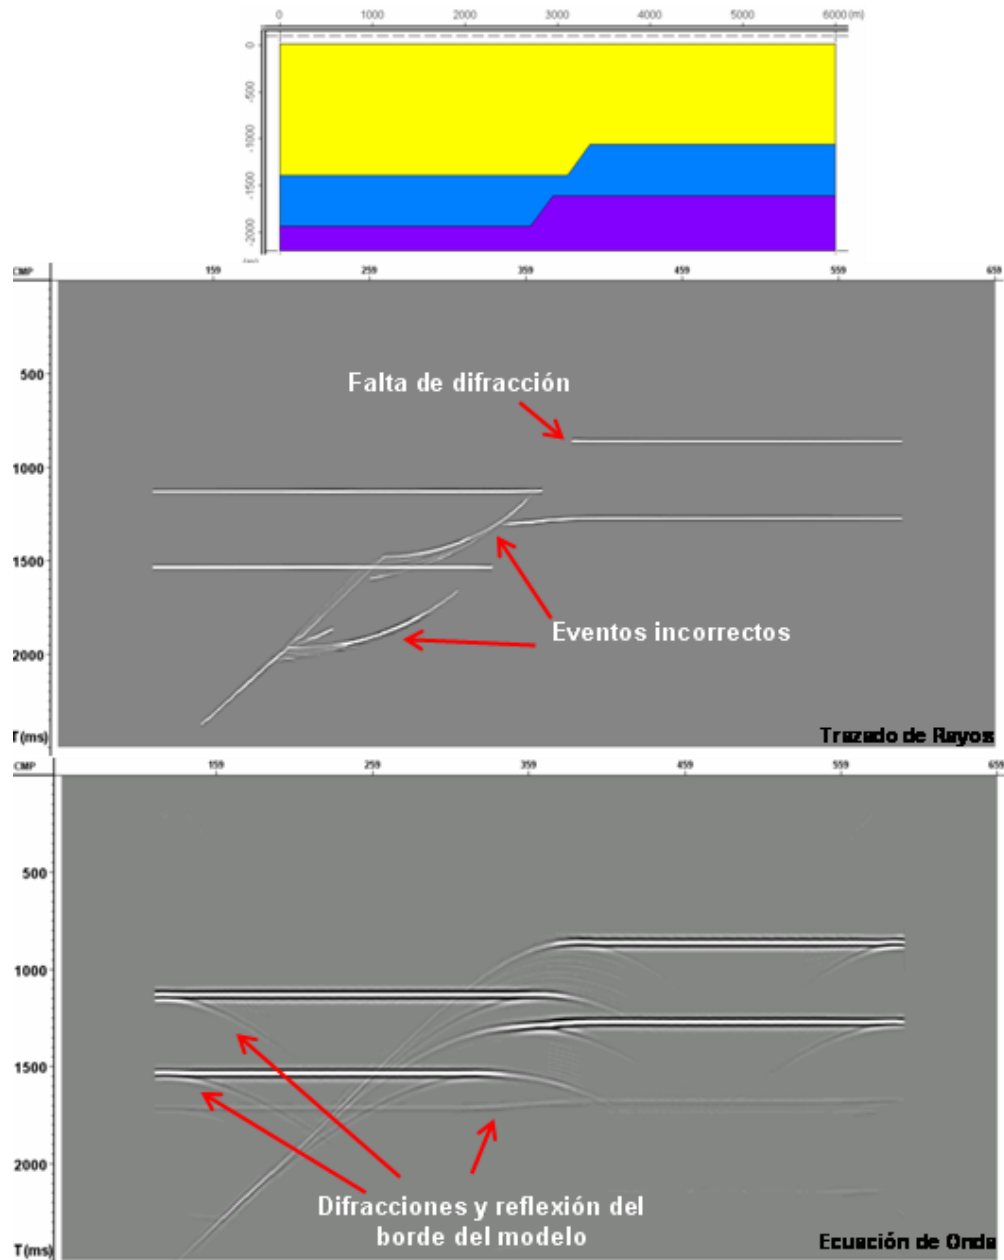 0 1000 2000 3000 4000 5000 6000 (m)
0
-500
-1000
-1500
-2000
CMP 159 259 359 459 559 659
500
Falta de difracción
1000
1500
Eventos incorrectos
2000
T(ms)
Trazado de Rayos
CMP 159 259 359 459 559 659
500
1000
1500
2000
Difracciones y reflexión del
borde del modelo
T(ms)
Ecuación de Onda